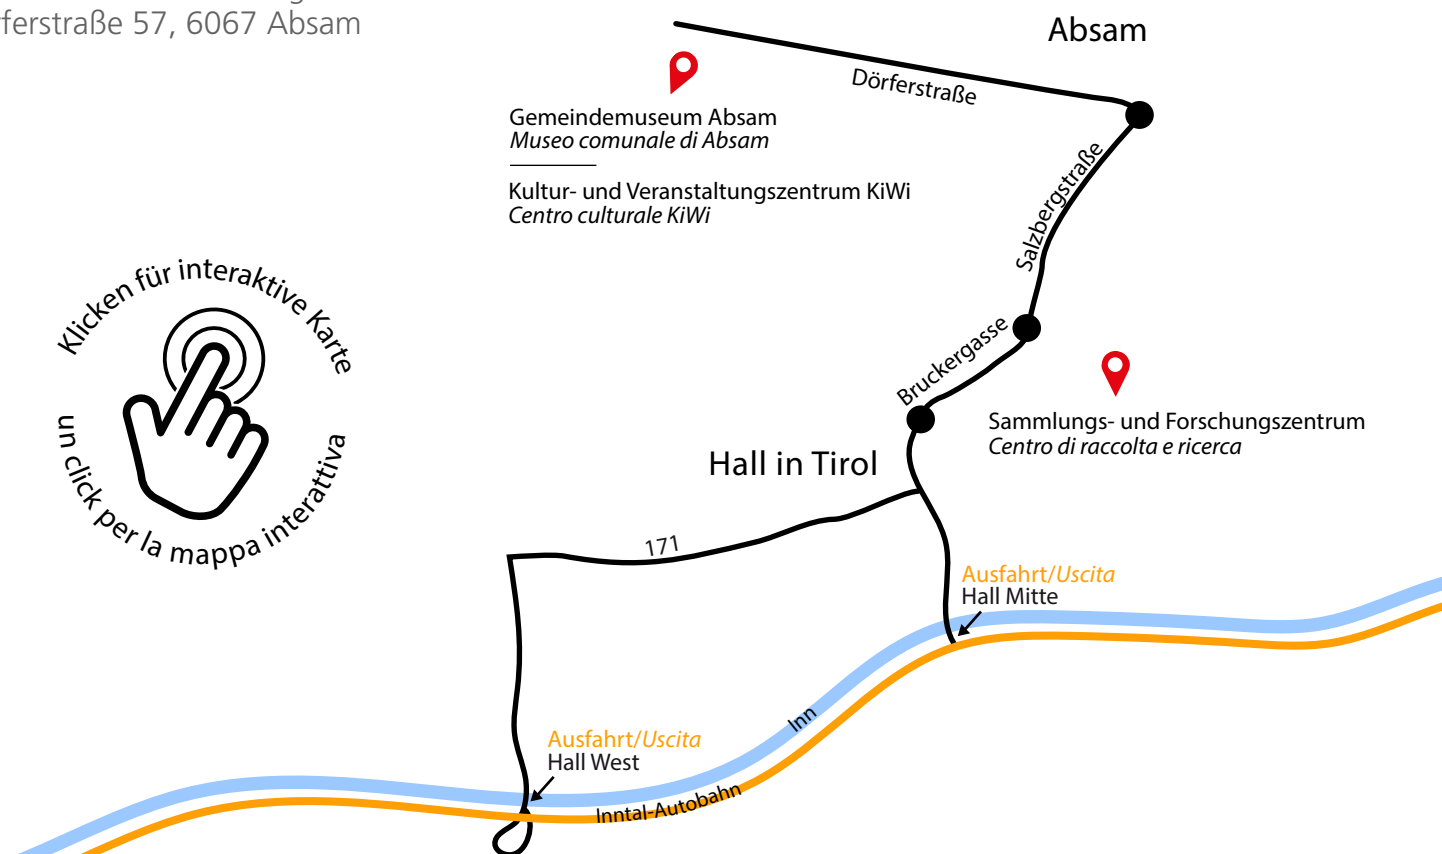 57, 6067 Absam
Absam
Dörferstraße
Gemeindemuseum Absam
Museo comunale di Absam
Kultur- und Veranstaltungszentrum KiWi
Centro culturale KiWi
Salzbergstraße
Klicken für interaktive Karte
un click per la mappa interattiva
Bruckergasse
Sammlungs- und Forschungszentrum
Centro di raccolta e ricerca
Hall in Tirol
171
Ausfahrt/Uscita
Hall Mitte
Inn
Ausfahrt/Uscita
Hall West
Inntal-Autobahn